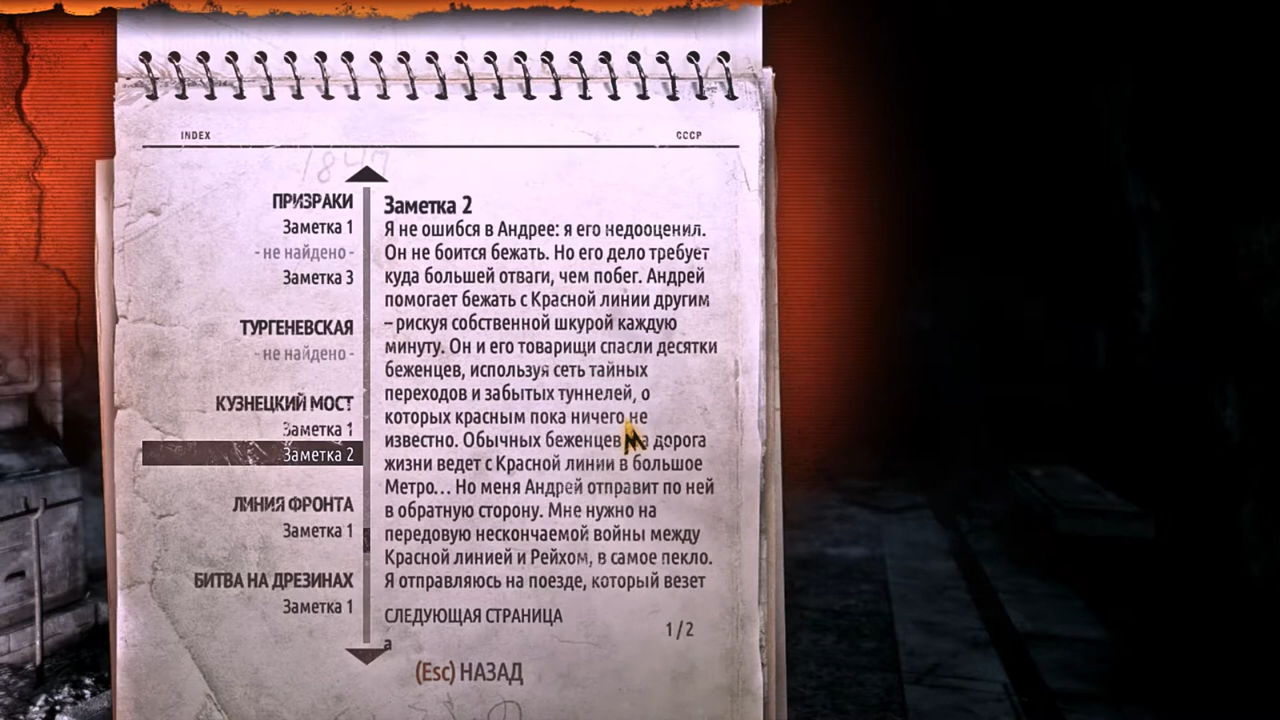 INDEX
СССР
ПРИЗРАКИ
Заметка 1
- не найдено -
Заметка 3
ТУРГЕНЕВСКАЯ
- не найдено -
КУЗНЕЦКИЙ МОСТ
Заметка 1
Заметка 2
ЛИНИЯ ФРОНТА
Заметка 1
БИТВА НА ДРЕЗИНАХ
Заметка 1
Заметка 2
Я не ошибся в Андрее: я его недооценил.
Он не боится бежать. Но его дело требует
куда большей отваги, чем побег. Андрей
помогает бежать с Красной линии другим
– рискуя собственной шкурой каждую
минуту. Он и его товарищи спасли десятки
беженцев, используя сеть тайных
переходов и забытых туннелей, о
которых красным пока ничего не
известно. Обычных беженцев дорога
жизни ведет с Красной линии в большое
Метро... Но меня Андрей отправит по ней
в обратную сторону. Мне нужно на
передовую нескончаемой войны между
Красной линией и Рейхом, в самое пекло.
Я отправляюсь на поезде, который везет
СЛЕДУЮЩАЯ СТРАНИЦА
1 / 2
а
(Esc) НАЗАД